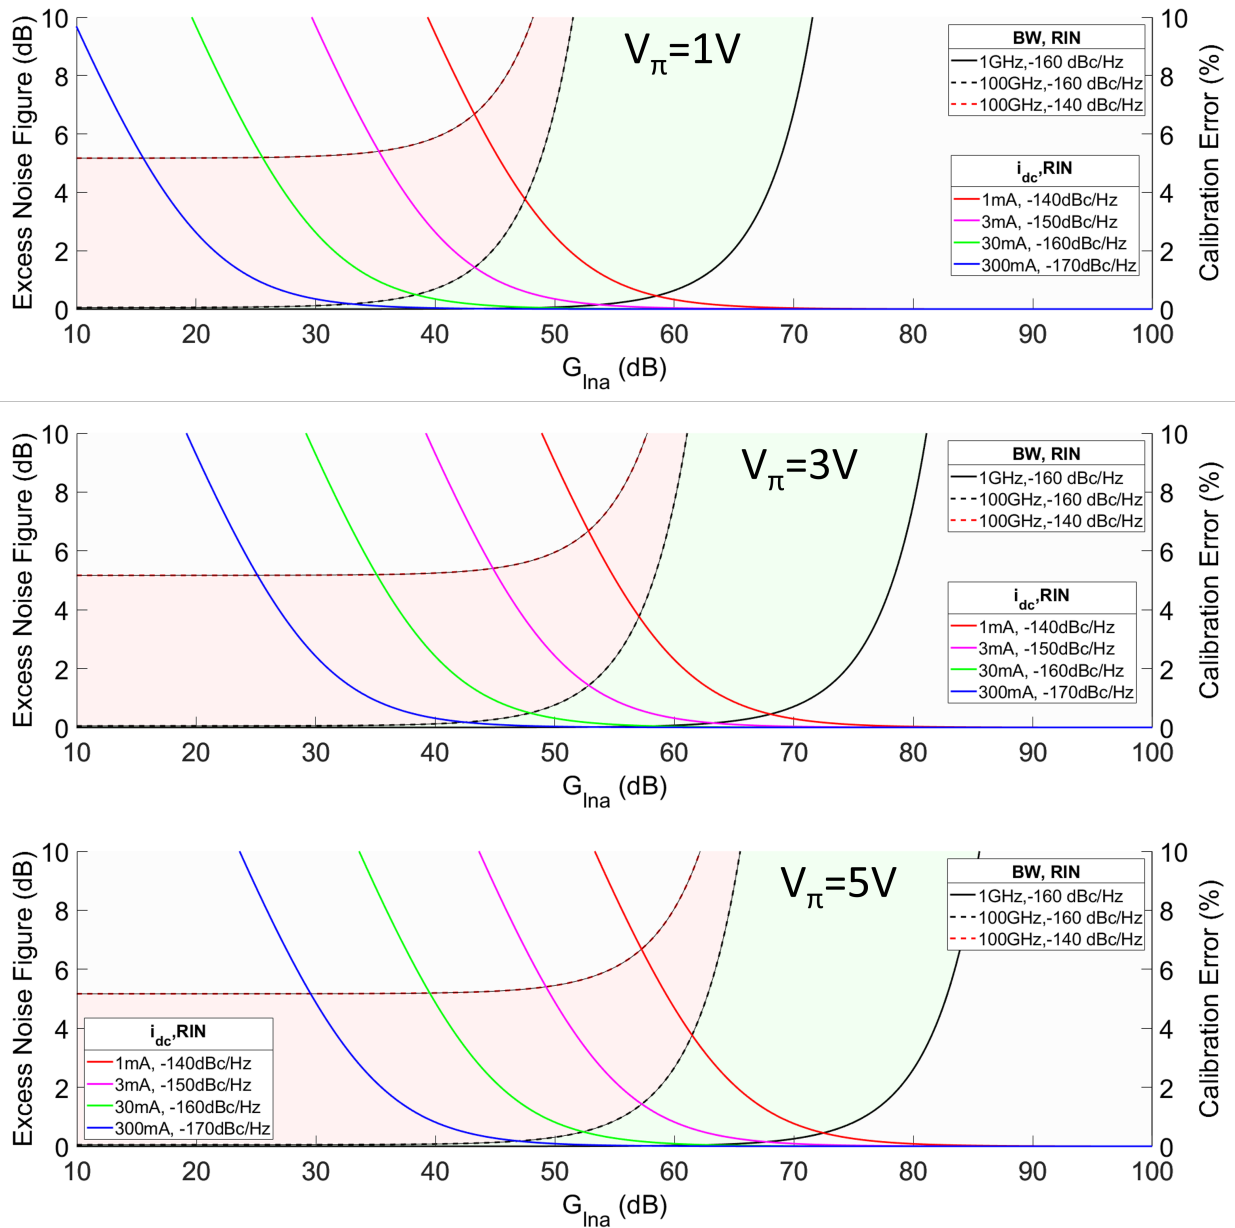 Vπ=1V
Excess Noise Figure (dB)
10
8
6
4
2
0
10 20 30 40 50 60 70 80 90 100
Glna (dB)
10
8
6
4
2
0
Calibration Error (%)
BW, RIN
1GHz,-160 dBc/Hz
100GHz,-160 dBc/Hz
100GHz,-140 dBc/Hz
idc,RIN
1mA, -140dBc/Hz
3mA, -150dBc/Hz
30mA, -160dBc/Hz
300mA, -170dBc/Hz
Vπ=3V
Excess Noise Figure (dB)
10
8
6
4
2
0
10 20 30 40 50 60 70 80 90 100
Glna (dB)
10
8
6
4
2
0
Calibration Error (%)
BW, RIN
1GHz,-160 dBc/Hz
100GHz,-160 dBc/Hz
100GHz,-140 dBc/Hz
idc,RIN
1mA, -140dBc/Hz
3mA, -150dBc/Hz
30mA, -160dBc/Hz
300mA, -170dBc/Hz
Vπ=5V
Excess Noise Figure (dB)
10
8
6
4
2
0
10 20 30 40 50 60 70 80 90 100
Glna (dB)
10
8
6
4
2
0
Calibration Error (%)
BW, RIN
1GHz,-160 dBc/Hz
100GHz,-160 dBc/Hz
100GHz,-140 dBc/Hz
idc,RIN
1mA, -140dBc/Hz
3mA, -150dBc/Hz
30mA, -160dBc/Hz
300mA, -170dBc/Hz